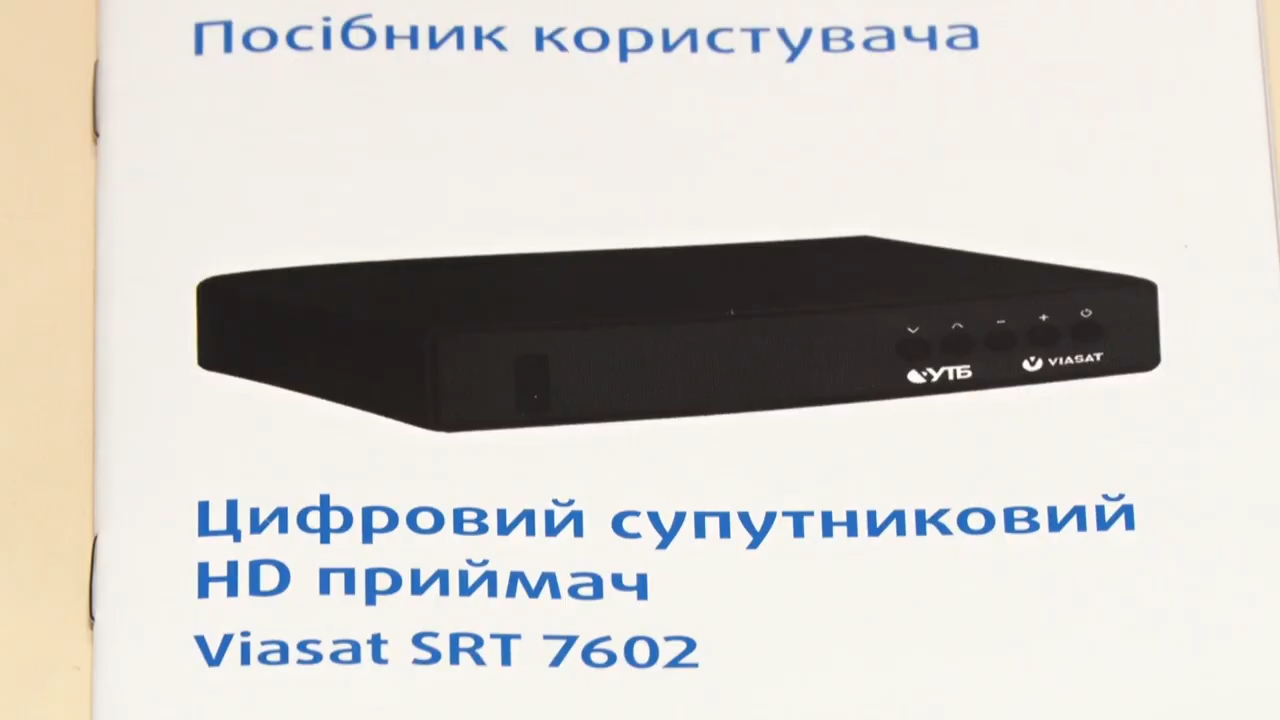 Посібник користувача
УТБ VIASAT
Цифровий супутниковий
HD приймач
Viasat SRT 7602